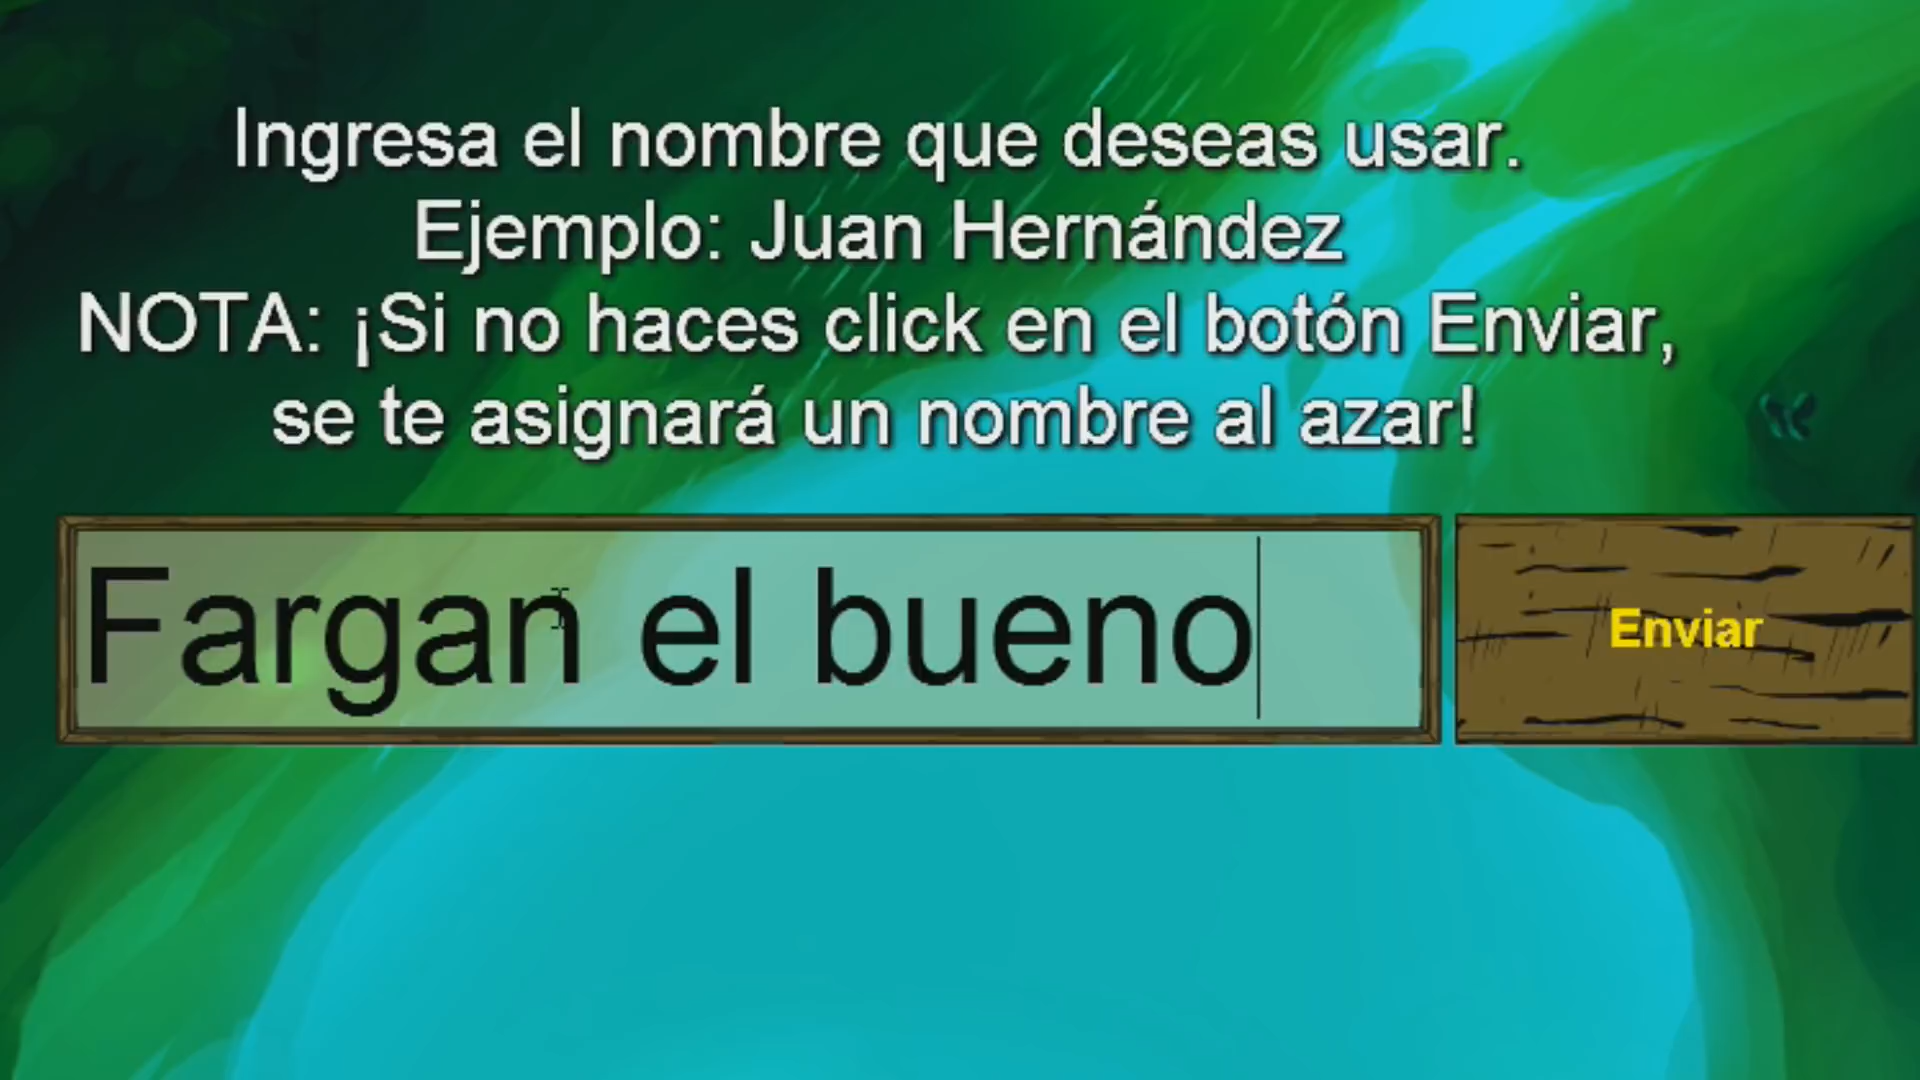 Ingresa el nombre que deseas usar.
Ejemplo: Juan Hernández
NOTA: ¡Si no haces click en el botón Enviar,
se te asignará un nombre al azar!
Fargan el bueno
Enviar